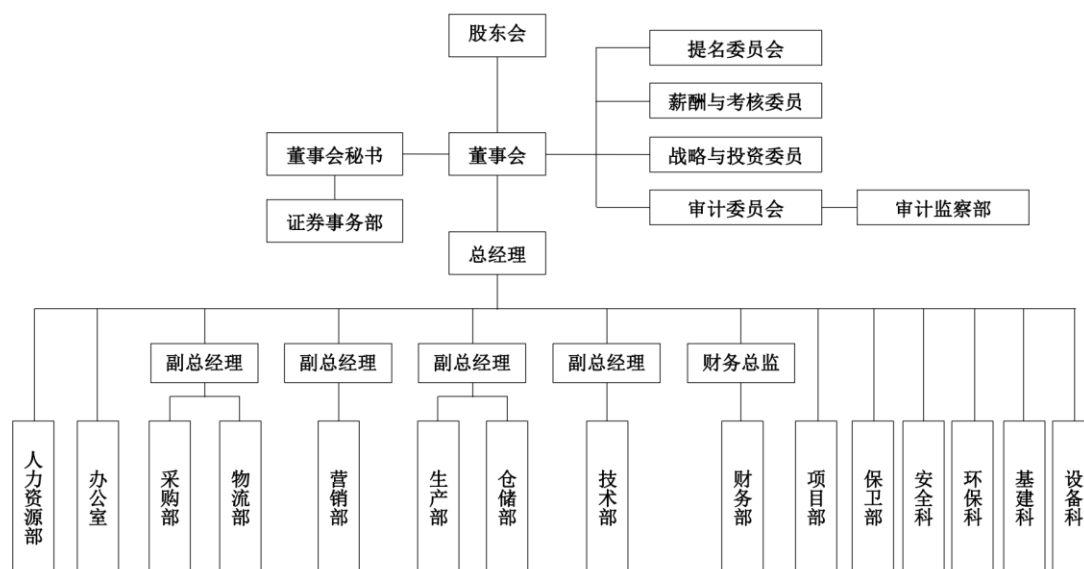 股东会
提名委员会
薪酬与考核委员
董事会秘书
董事会
战略与投资委员
证券事务部
审计委员会
审计监察部
总经理
副总经理
副总经理
副总经理
副总经理
财务总监
人力资源部
办公室
采购部
物流部
营销部
生产部
仓储部
技术部
财务部
项目部
保卫部
安全科
环保科
基建科
设备科